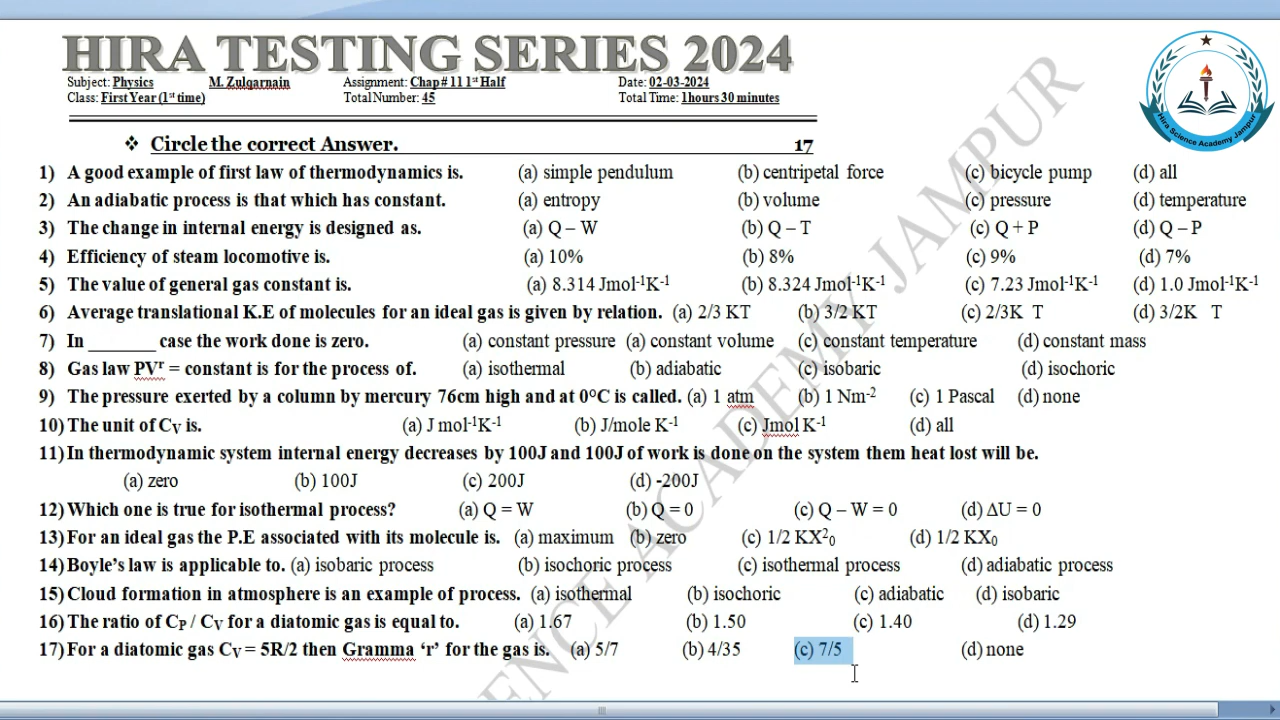 HIRA TESTING SERIES 2024
Subject: Physics M. Zulgarnain Assignment: Chap # 11 1st Half Date: 02-03-2024
Class: First Year (1st time) Total Number: 45 Total Time: 1hours 30 minutes
Hira Science Academy Jampur
❖ Circle the correct Answer. 17
1) A good example of first law of thermodynamics is. (a) simple pendulum (b) centripetal force (c) bicycle pump (d) all
2) An adiabatic process is that which has constant. (a) entropy (b) volume (c) pressure (d) temperature
3) The change in internal energy is designed as. (a) Q – W (b) Q – T (c) Q + P (d) Q – P
4) Efficiency of steam locomotive is. (a) 10% (b) 8% (c) 9% (d) 7%
5) The value of general gas constant is. (a) 8.314 Jmol⁻¹K⁻¹ (b) 8.324 Jmol⁻¹K⁻¹ (c) 7.23 Jmol⁻¹K⁻¹ (d) 1.0 Jmol⁻¹K⁻¹
6) Average translational K.E of molecules for an ideal gas is given by relation. (a) 2/3 KT (b) 3/2 KT (c) 2/3K T (d) 3/2K T
7) In _______ case the work done is zero. (a) constant pressure (a) constant volume (c) constant temperature (d) constant mass
8) Gas law PVʳ = constant is for the process of. (a) isothermal (b) adiabatic (c) isobaric (d) isochoric
9) The pressure exerted by a column by mercury 76cm high and at 0°C is called. (a) 1 atm (b) 1 Nm⁻² (c) 1 Pascal (d) none
10) The unit of Cᵥ is. (a) J mol⁻¹K⁻¹ (b) J/mole K⁻¹ (c) Jmol K⁻¹ (d) all
11) In thermodynamic system internal energy decreases by 100J and 100J of work is done on the system them heat lost will be.
(a) zero (b) 100J (c) 200J (d) -200J
12) Which one is true for isothermal process? (a) Q = W (b) Q = 0 (c) Q – W = 0 (d) ΔU = 0
13) For an ideal gas the P.E associated with its molecule is. (a) maximum (b) zero (c) 1/2 KX²₀ (d) 1/2 KX₀
14) Boyle's law is applicable to. (a) isobaric process (b) isochoric process (c) isothermal process (d) adiabatic process
15) Cloud formation in atmosphere is an example of process. (a) isothermal (b) isochoric (c) adiabatic (d) isobaric
16) The ratio of Cₚ / Cᵥ for a diatomic gas is equal to. (a) 1.67 (b) 1.50 (c) 1.40 (d) 1.29
17) For a diatomic gas Cᵥ = 5R/2 then Gramma 'r' for the gas is. (a) 5/7 (b) 4/35 (c) 7/5 (d) none
ENCE ACADEMY JAMPUR